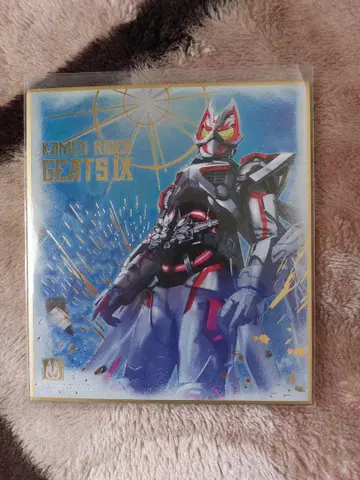 KAMEN RIDER
GEATS IX